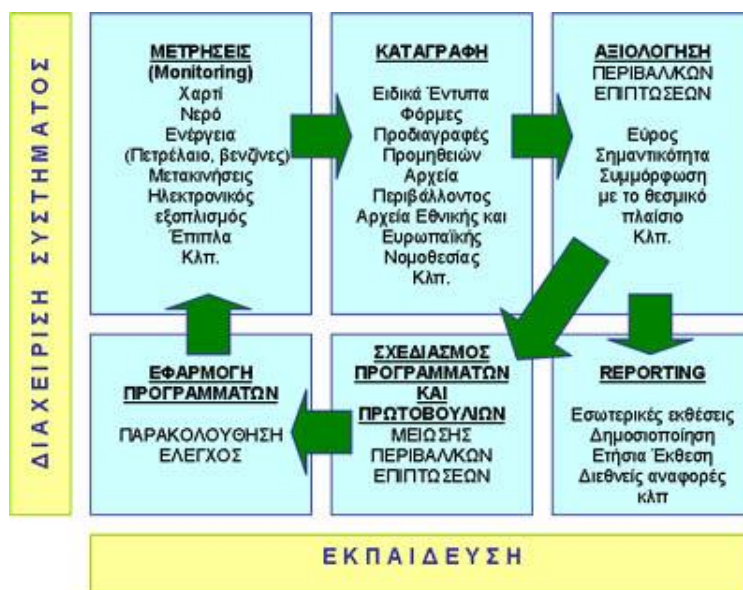 ΔΙΑΧΕΙΡΙΣΗ ΣΥΣΤΗΜΑΤΟΣ
ΜΕΤΡΗΣΕΙΣ
(Monitoring)
Χαρτί
Νερό
Ενέργεια
(Πετρέλαιο, βενζίνες)
Μετακινήσεις
Ηλεκτρονικός
εξοπλισμός
Έπιπλα
Κλπ.
ΚΑΤΑΓΡΑΦΗ
Ειδικά Έντυπα
Φόρμες
Προδιαγραφές
Προμηθειών
Αρχεία
Περιβάλλοντος
Αρχεία Εθνικής και
Ευρωπαϊκής
Νομοθεσίας
Κλπ.
ΑΞΙΟΛΟΓΗΣΗ
ΠΕΡΙΒΑΛ/ΚΩΝ
ΕΠΙΠΤΩΣΕΩΝ
Εύρος
Σημαντικότητα
Συμμόρφωση
με το θεσμικό
πλαίσιο
Κλπ.
ΕΦΑΡΜΟΓΗ
ΠΡΟΓΡΑΜΜΑΤΩΝ
ΠΑΡΑΚΟΛΟΥΘΗΣΗ
ΕΛΕΓΧΟΣ
ΣΧΕΔΙΑΣΜΟΣ
ΠΡΟΓΡΑΜΜΑΤΩΝ
ΚΑΙ
ΠΡΩΤΟΒΟΥΛΙΩΝ
ΜΕΙΩΣΗΣ
ΠΕΡΙΒΑΛ/ΚΩΝ
ΕΠΙΠΤΩΣΕΩΝ
REPORTING
Εσωτερικές εκθέσεις
Δημοσιοποίηση
Ετήσια Έκθεση
Διεθνείς αναφορές
κλπ
ΕΚΠΑΙΔΕΥΣΗ